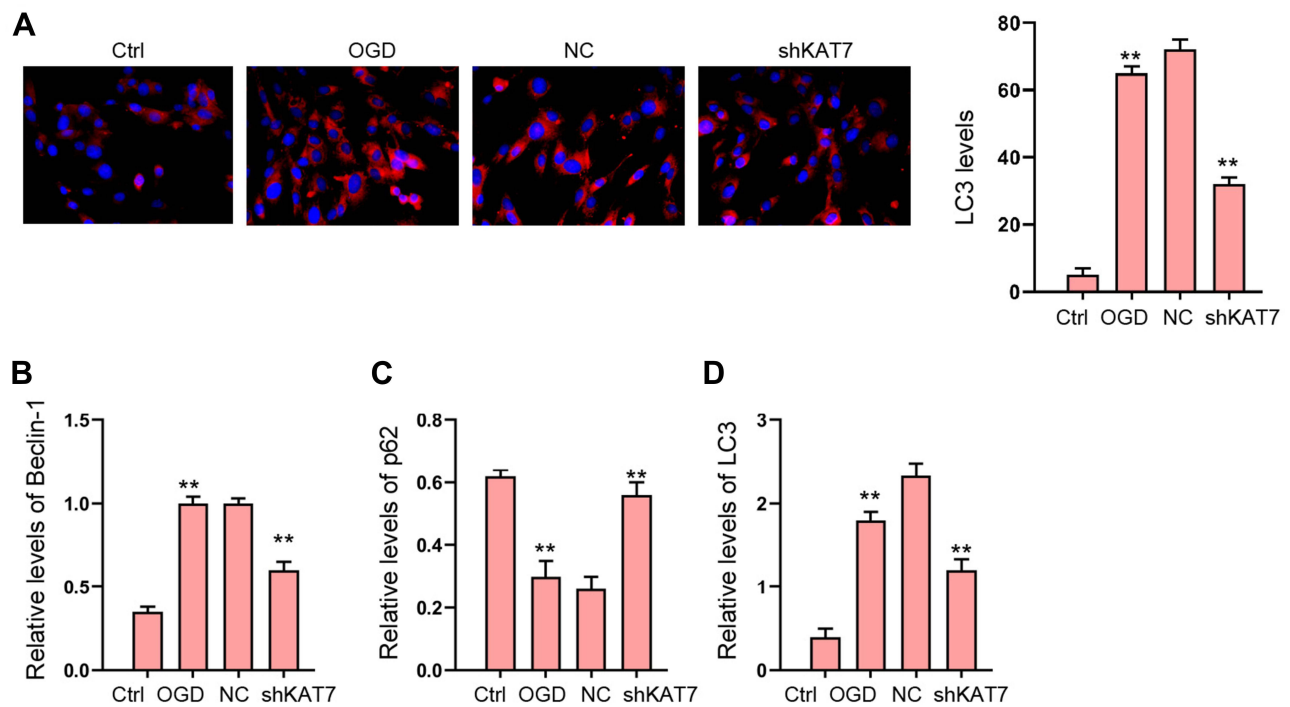 A
Ctrl OGD NC shKAT7
LC3 levels
80
60
40
20
0
**
**
Ctrl OGD NC shKAT7
B
Relative levels of Beclin-1
1.5
1.0
0.5
0.0
**
**
Ctrl OGD NC shKAT7
C
Relative levels of p62
0.8
0.6
0.4
0.2
0.0
**
**
Ctrl OGD NC shKAT7
D
Relative levels of LC3
3
2
1
0
**
**
Ctrl OGD NC shKAT7